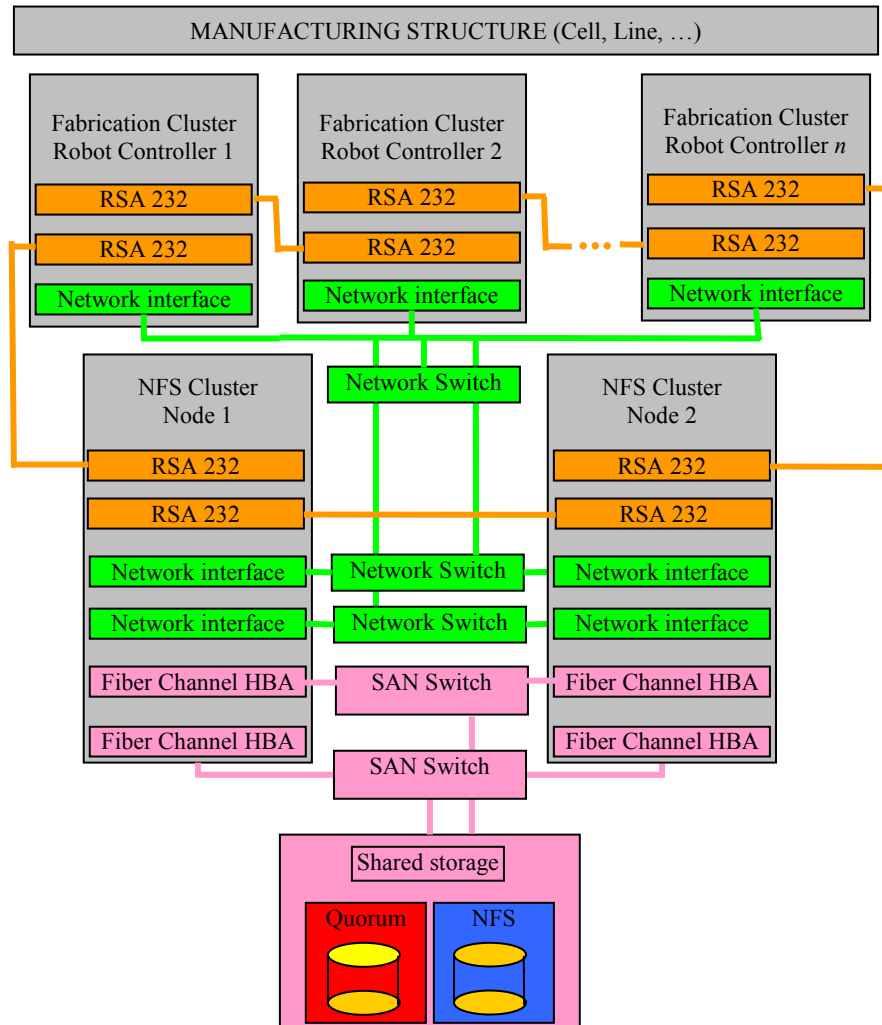 MANUFACTURING STRUCTURE (Cell, Line, …)
Fabrication Cluster
Robot Controller 1
RSA 232
RSA 232
Network interface
Fabrication Cluster
Robot Controller 2
RSA 232
RSA 232
Network interface
Fabrication Cluster
Robot Controller n
RSA 232
RSA 232
Network interface
Network Switch
NFS Cluster
Node 1
RSA 232
RSA 232
Network interface
Network interface
Fiber Channel HBA
Fiber Channel HBA
Network Switch
Network Switch
SAN Switch
SAN Switch
NFS Cluster
Node 2
RSA 232
RSA 232
Network interface
Network interface
Fiber Channel HBA
Fiber Channel HBA
Shared storage
Quorum
NFS